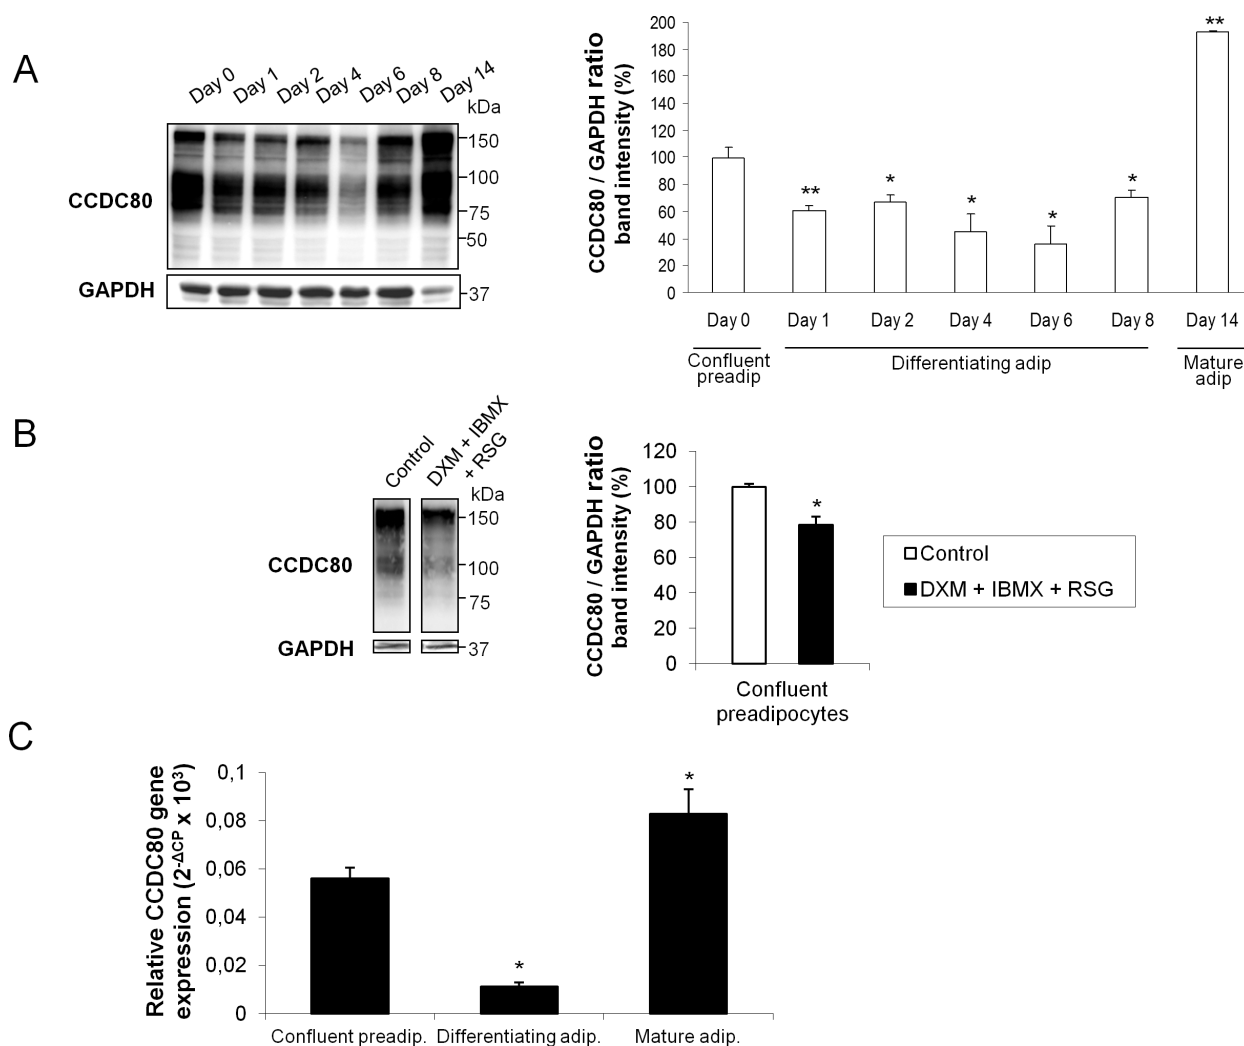 A
Day 0
Day 1
Day 2
Day 4
Day 6
Day 8
Day 14
kDa
150
100
75
50
CCDC80
GAPDH
37
CCDC80 / GAPDH ratio
band intensity (%)
200
180
160
140
120
100
80
60
40
20
0
**
*
*
*
*
**
Day 0
Day 1
Day 2
Day 4
Day 6
Day 8
Day 14
Confluent
preadip
Differentiating adip
Mature
adip
B
Control
DXM + IBMX
+ RSG
kDa
150
CCDC80
100
75
GAPDH
37
CCDC80 / GAPDH ratio
band intensity (%)
120
100
80
60
40
20
0
*
Confluent
preadipocytes
Control
DXM + IBMX + RSG
C
Relative CCDC80 gene
expression (2-ΔCP x 10³)
0,1
0,08
0,06
0,04
0,02
0
*
*
Confluent preadip.
Differentiating adip.
Mature adip.